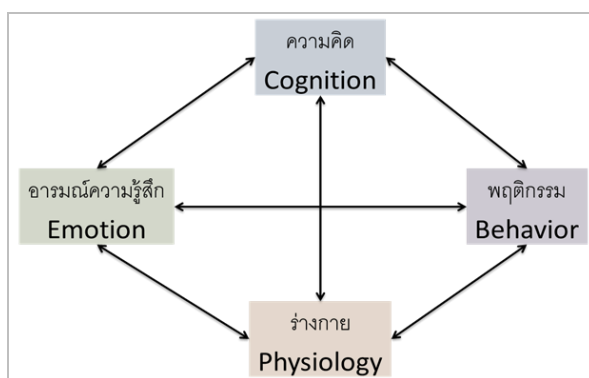 ความคิด
Cognition
อารมณ์ความรู้สึก
Emotion
พฤติกรรม
Behavior
ร่างกาย
Physiology